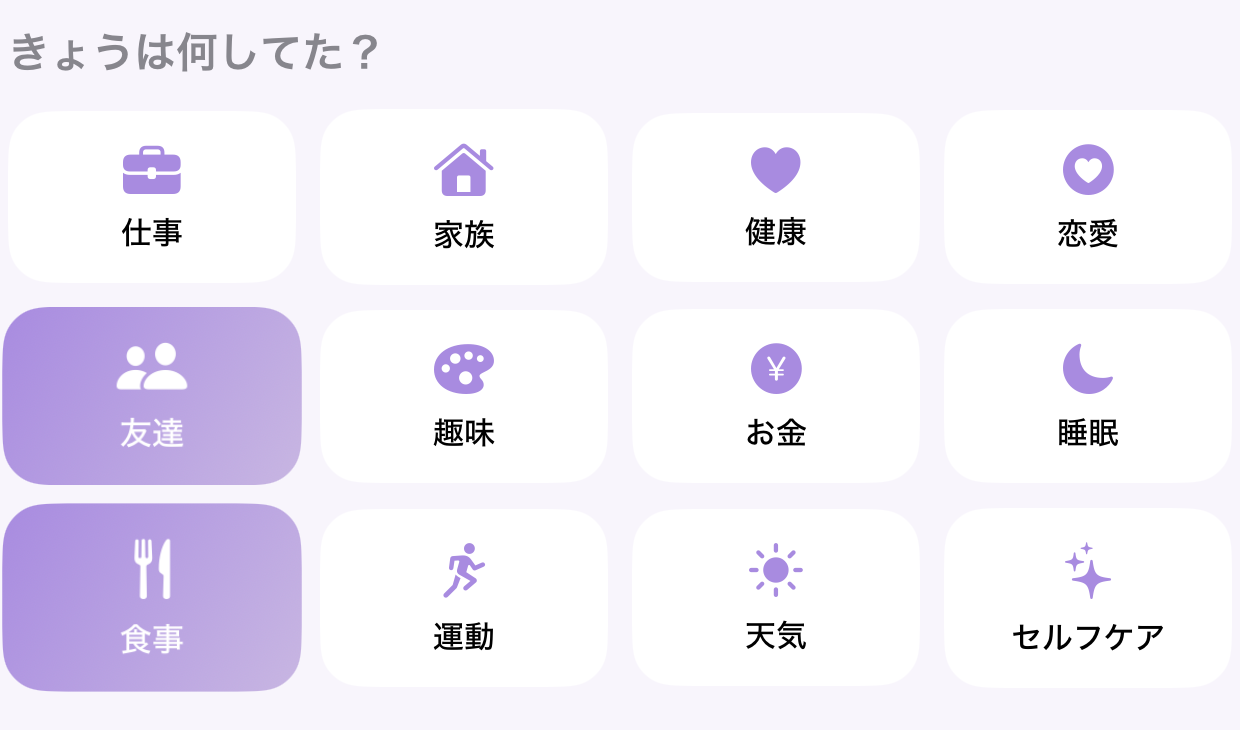 きょうは何してた？
仕事
家族
健康
恋愛
友達
趣味
お金
睡眠
食事
運動
天気
セルフケア